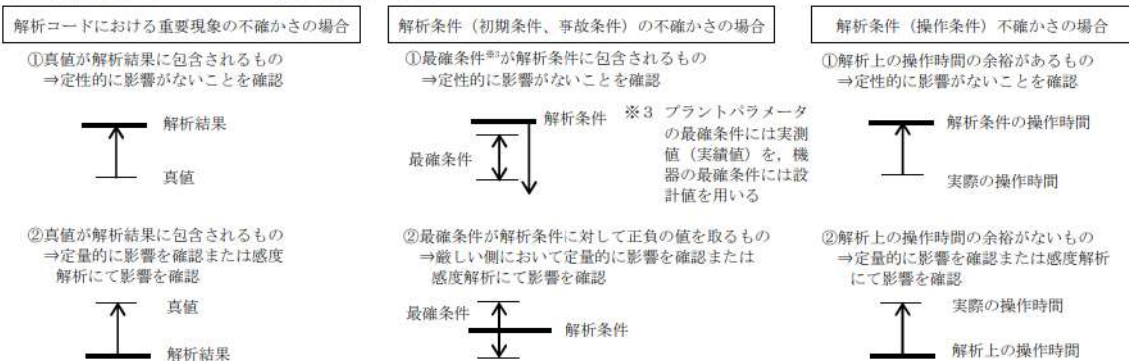 解析コードにおける重要現象の不確かさの場合
①真値が解析結果に包含されるもの
⇒定性的に影響がないことを確認
解析結果
真値
②真値が解析結果に包含されるもの
⇒定量的に影響を確認または感度
解析にて影響を確認
真値
解析結果
解析条件（初期条件、事故条件）の不確かさの場合
①最確条件※3が解析条件に包含されるもの
⇒定性的に影響がないことを確認
解析条件
最確条件
※3 プラントパラメータ
の最確条件には実測
値（実績値）を，機
器の最確条件には設
計値を用いる
②最確条件が解析条件に対して正負の値を取るもの
⇒厳しい側において定量的に影響を確認または
感度解析にて影響を確認
最確条件
解析条件
解析条件（操作条件）不確かさの場合
①解析上の操作時間の余裕があるもの
⇒定性的に影響がないことを確認
解析条件の操作時間
実際の操作時間
②解析上の操作時間の余裕がないもの
⇒定量的に影響を確認または感度解析
にて影響を確認
実際の操作時間
解析上の操作時間